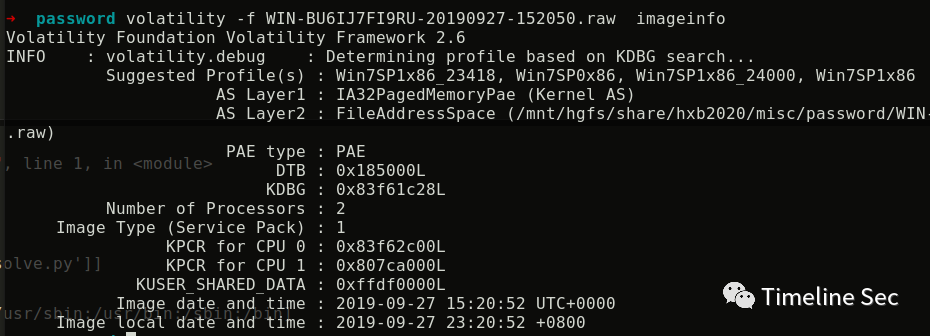 → password volatility -f WIN-BU6IJ7FI9RU-20190927-152050.raw imageinfo
Volatility Foundation Volatility Framework 2.6
INFO    : volatility.debug    : Determining profile based on KDBG search...
Suggested Profile(s) : Win7SP1x86_23418, Win7SP0x86, Win7SP1x86_24000, Win7SP1x86
AS Layer1 : IA32PagedMemoryPae (Kernel AS)
AS Layer2 : FileAddressSpace (/mnt/hgfs/share/hxb2020/misc/password/WIN-
.raw)
PAE type : PAE
', line 1, in <module>
DTB : 0x185000L
KDBG : 0x83f61c28L
Number of Processors : 2
Image Type (Service Pack) : 1
KPCR for CPU 0 : 0x83f62c00L
olve.py']]
KPCR for CPU 1 : 0x807ca000L
KUSER_SHARED_DATA : 0xffdf0000L
Image date and time : 2019-09-27 15:20:52 UTC+0000
/usr/sbin:/usr/bin:/sbin:/bin
Image local date and time : 2019-09-27 23:20:52 +0800
Timeline Sec